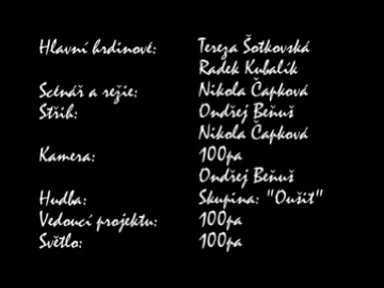 Hlavní hrdinové: Tereza Šotkovská
Radek Kubalík
Scénář a režie: Nikola Čapková
Střih: Ondřej Beňuš
Nikola Čapková
Kamera: 100pa
Ondřej Beňuš
Hudba: Skupina: "Oušit"
Vedoucí projektu: 100pa
Světlo: 100pa